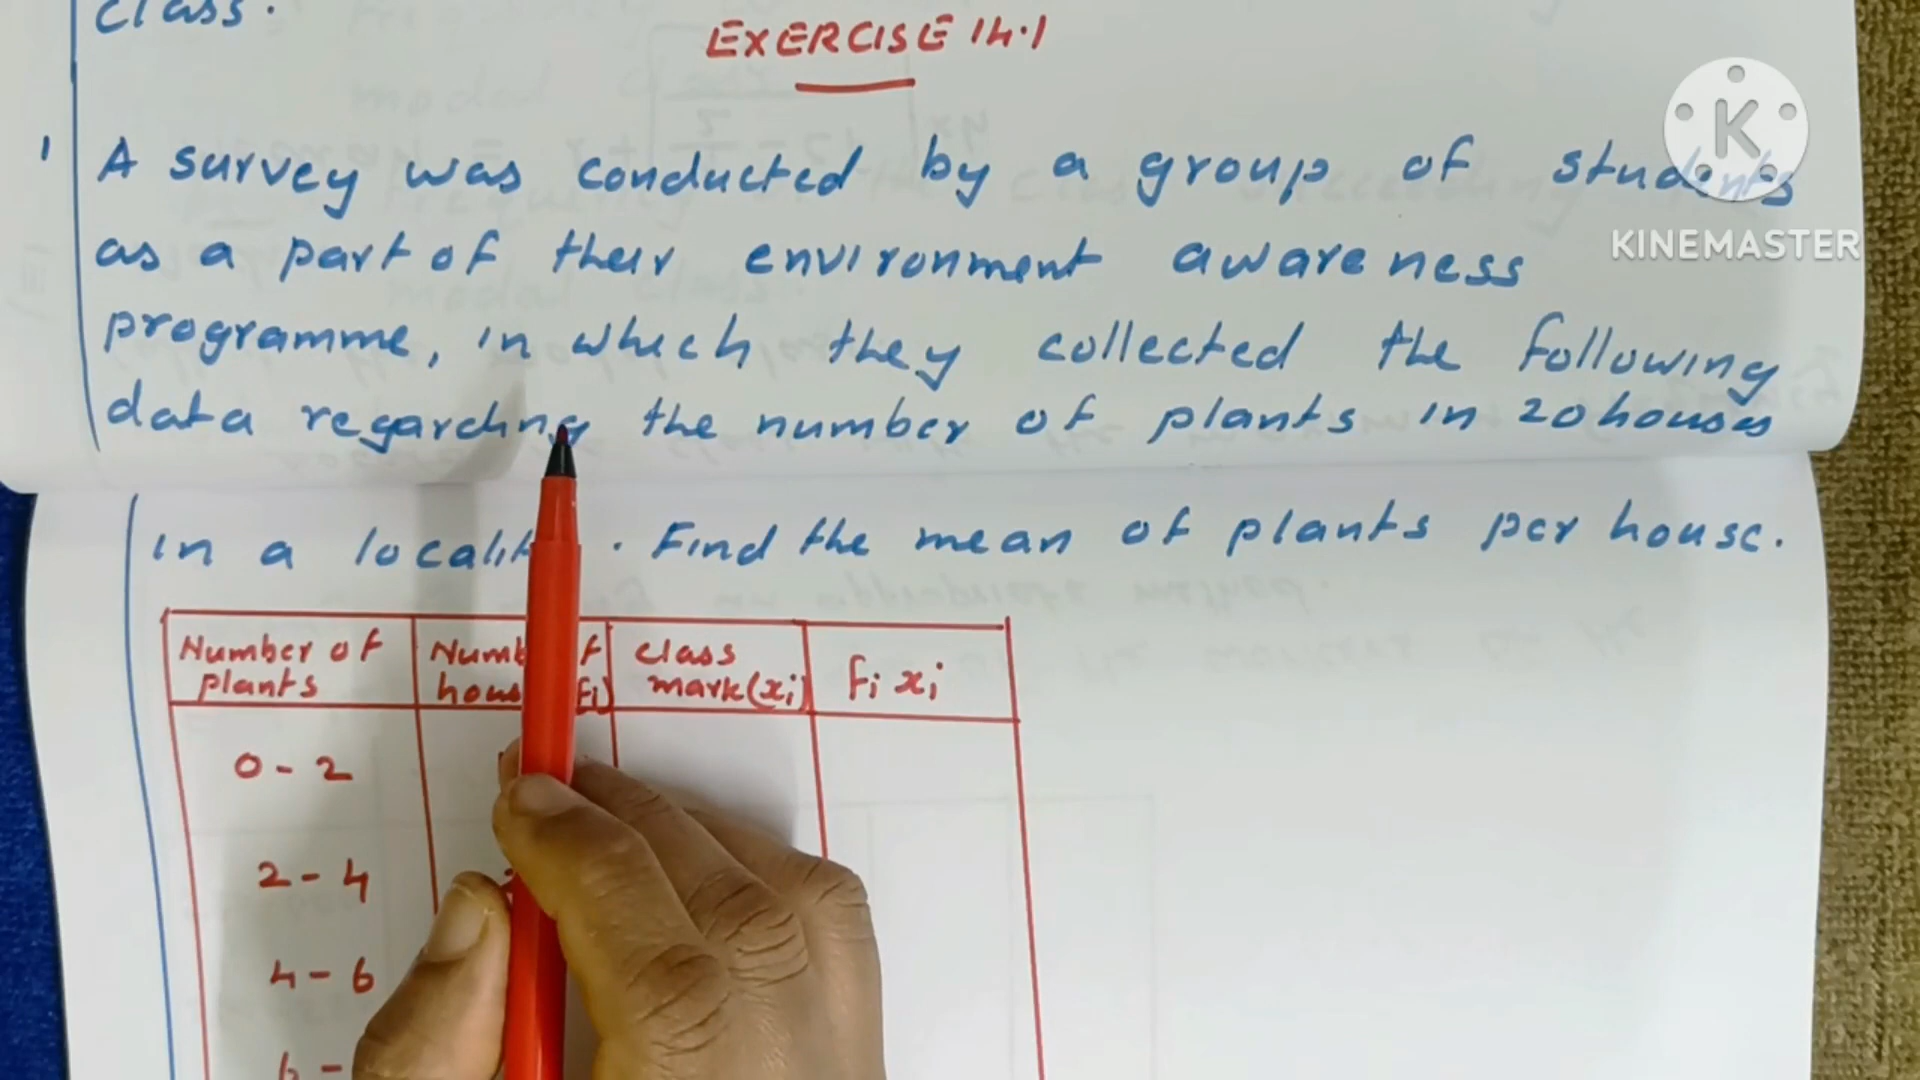 class.
EXERCISE 14.1
1 A survey was conducted by a group of students
as a part of their environment awareness
programme, in which they collected the following
data regarding the number of plants in 20 houses
in a . Find the mean of plants per house.
Number of plants
class mark(xi)
fi xi
0 - 2
2 - 4
4 - 6
6 -
KINEMASTER